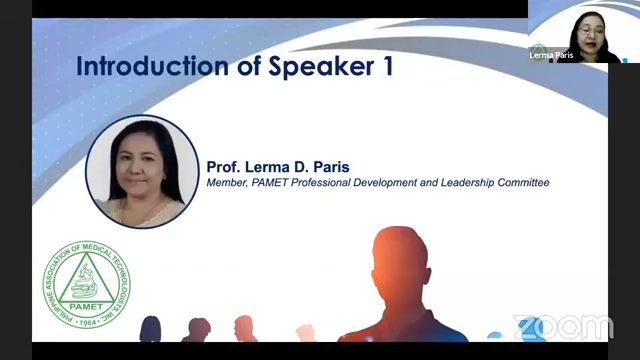 Introduction of Speaker 1
Lerma Paris
Prof. Lerma D. Paris
Member, PAMET Professional Development and Leadership Committee
PHILIPPINE ASSOCIATION OF MEDICAL TECHNOLOGISTS, INC.
PAMET
1964
zoom